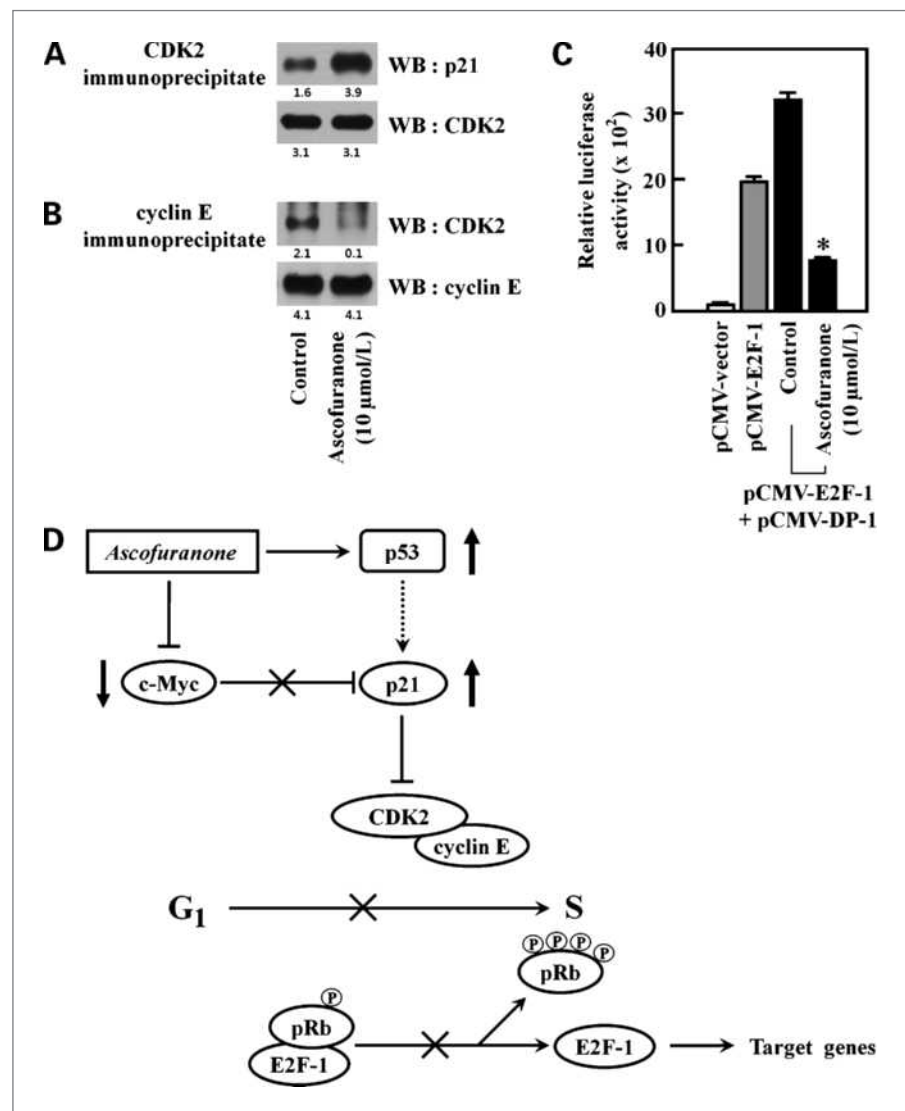 A
CDK2
immunoprecipitate
WB : p21
1.6 3.9
WB : CDK2
3.1 3.1
B
cyclin E
immunoprecipitate
WB : CDK2
2.1 0.1
WB : cyclin E
4.1 4.1
Control
Ascofuranone
(10 μmol/L)
C
Relative luciferase
activity (x 10²)
40
30
20
10
0
*
pCMV-vector
pCMV-E2F-1
Control
Ascofuranone
(10 μmol/L)
pCMV-E2F-1
+ pCMV-DP-1
D
Ascofuranone
p53
c-Myc
p21
CDK2
cyclin E
G₁
S
P P P P
pRb
P
pRb
E2F-1
E2F-1
Target genes